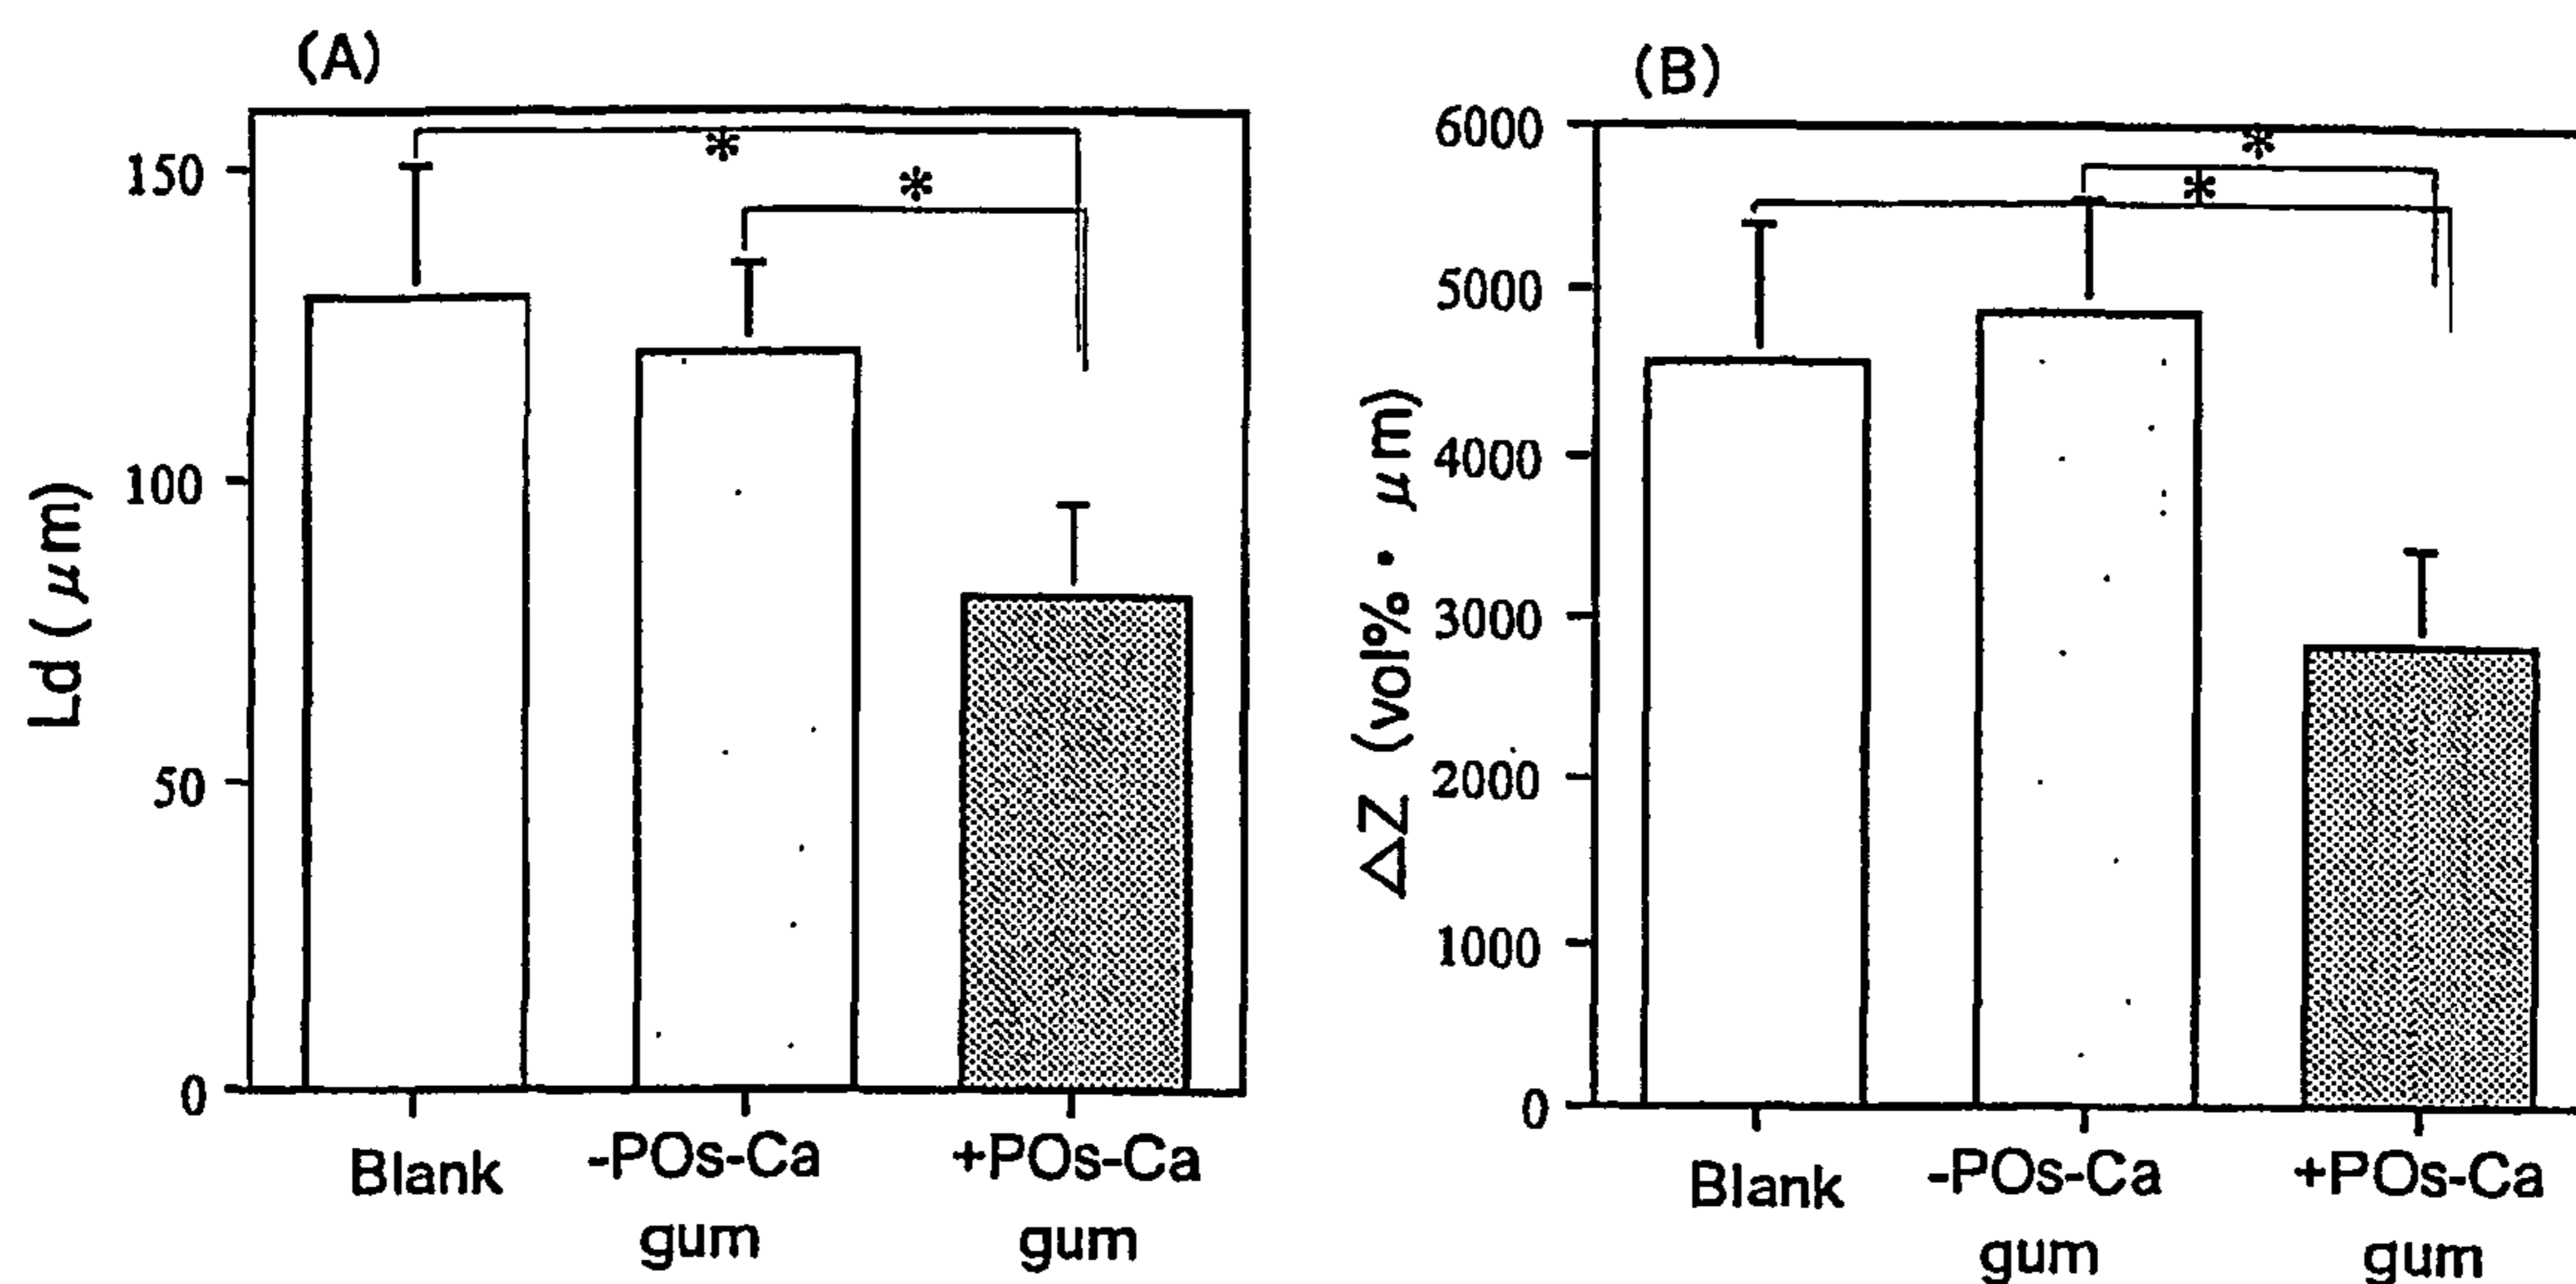 (A)
150
100
50
0
Ld ( μm)
*
*
Blank
-POs-Ca
gum
+POs-Ca
gum
(B)
6000
5000
4000
3000
2000
1000
0
△Z (vol% • μm)
*
*
Blank
-POs-Ca
gum
+POs-Ca
gum